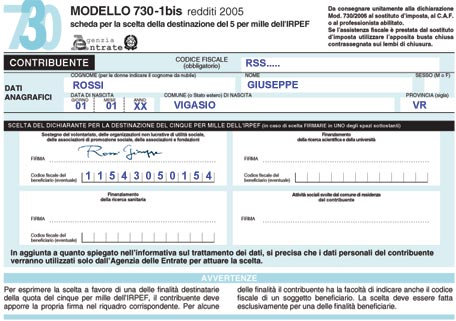 730
MODELLO 730-1bis redditi 2005
scheda per la scelta della destinazione del 5 per mille dell'IRPEF
Agenzia
Entrate
Da consegnare unitamente alla dichiarazione
Mod. 730/2006 al sostituto d'imposta, al C.A.F.
o al professionista abilitato.
Se l'assistenza fiscale è prestata dal sostituto
d'imposta utilizzare l'apposita busta chiusa
contrassegnata sui lembi di chiusura.
CONTRIBUENTE
CODICE FISCALE
(obbligatorio)
RSS.....
DATI
ANAGRAFICI
COGNOME (per le donne indicare il cognome da nubile)
NOME
SESSO (M o F)
ROSSI
GIUSEPPE
DATA DI NASCITA
GIORNO MESE ANNO
COMUNE (o Stato estero) DI NASCITA
PROVINCIA (sigla)
01 01 XX
VIGASIO
VR
SCELTA DEL DICHIARANTE PER LA DESTINAZIONE DEL CINQUE PER MILLE DELL'IRPEF (in caso di scelta FIRMARE in UNO degli spazi sottostanti)
Sostegno del volontariato, delle organizzazioni non lucrative di utilità sociale,
delle associazioni di promozione sociale, delle associazioni e fondazioni
Finanziamento
della ricerca scientifica e della università
FIRMA
Rossi Giuseppe
FIRMA
Codice fiscale del
beneficiario (eventuale)
11543050154
Codice fiscale del
beneficiario (eventuale)
Finanziamento
della ricerca sanitaria
Attività sociali svolte dal comune di residenza
del contribuente
FIRMA
FIRMA
Codice fiscale del
beneficiario (eventuale)
In aggiunta a quanto spiegato nell'informativa sul trattamento dei dati, si precisa che i dati personali del contribuente
verranno utilizzati solo dall'Agenzia delle Entrate per attuare la scelta.
AVVERTENZE
Per esprimere la scelta a favore di una delle finalità destinatarie
della quota del cinque per mille dell'IRPEF, il contribuente deve
apporre la propria firma nel riquadro corrispondente. Per alcune
delle finalità il contribuente ha la facoltà di indicare anche il codice
fiscale di un soggetto beneficiario. La scelta deve essere fatta
esclusivamente per una delle finalità beneficiarie.